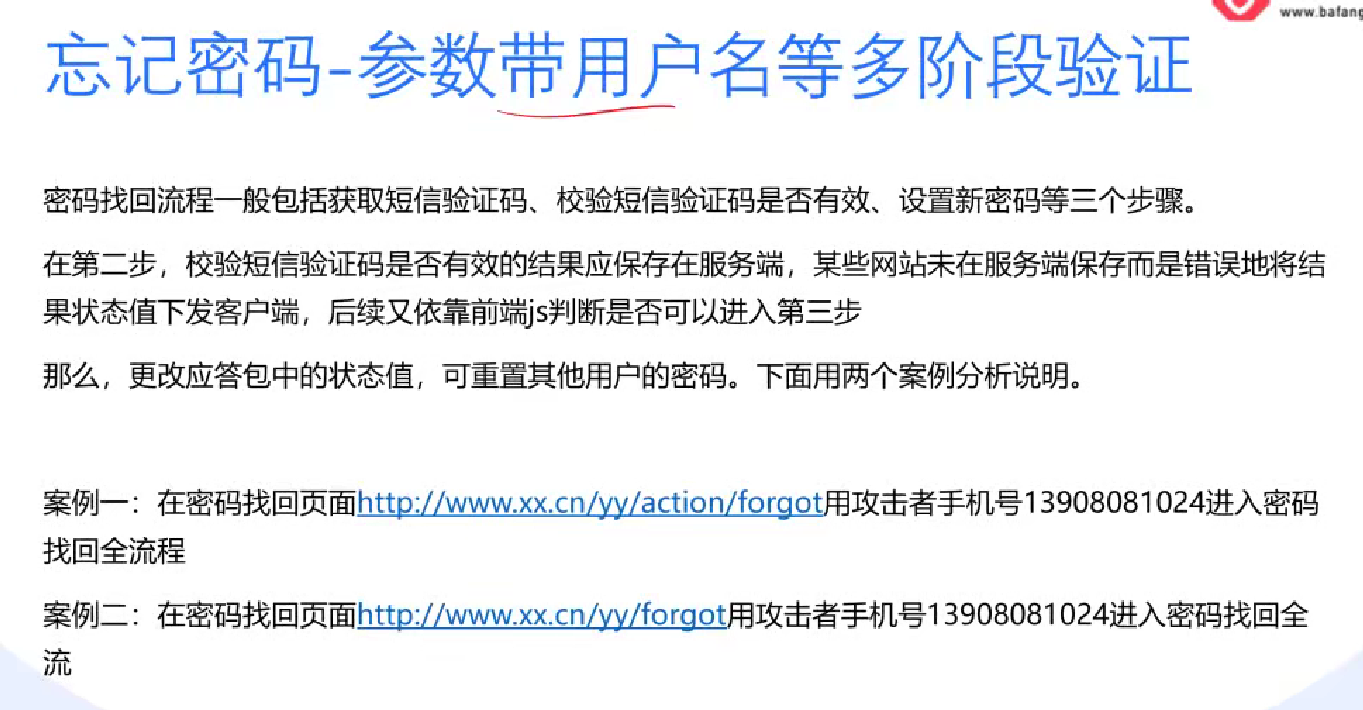 www.bafang
忘记密码-参数带用户名等多阶段验证
密码找回流程一般包括获取短信验证码、校验短信验证码是否有效、设置新密码等三个步骤。
在第二步，校验短信验证码是否有效的结果应保存在服务端，某些网站未在服务端保存而是错误地将结
果状态值下发客户端，后续又依靠前端js判断是否可以进入第三步
那么，更改应答包中的状态值，可重置其他用户的密码。下面用两个案例分析说明。
案例一：在密码找回页面http://www.xx.cn/yy/action/forgot用攻击者手机号13908081024进入密码
找回全流程
案例二：在密码找回页面http://www.xx.cn/yy/forgot用攻击者手机号13908081024进入密码找回全
流